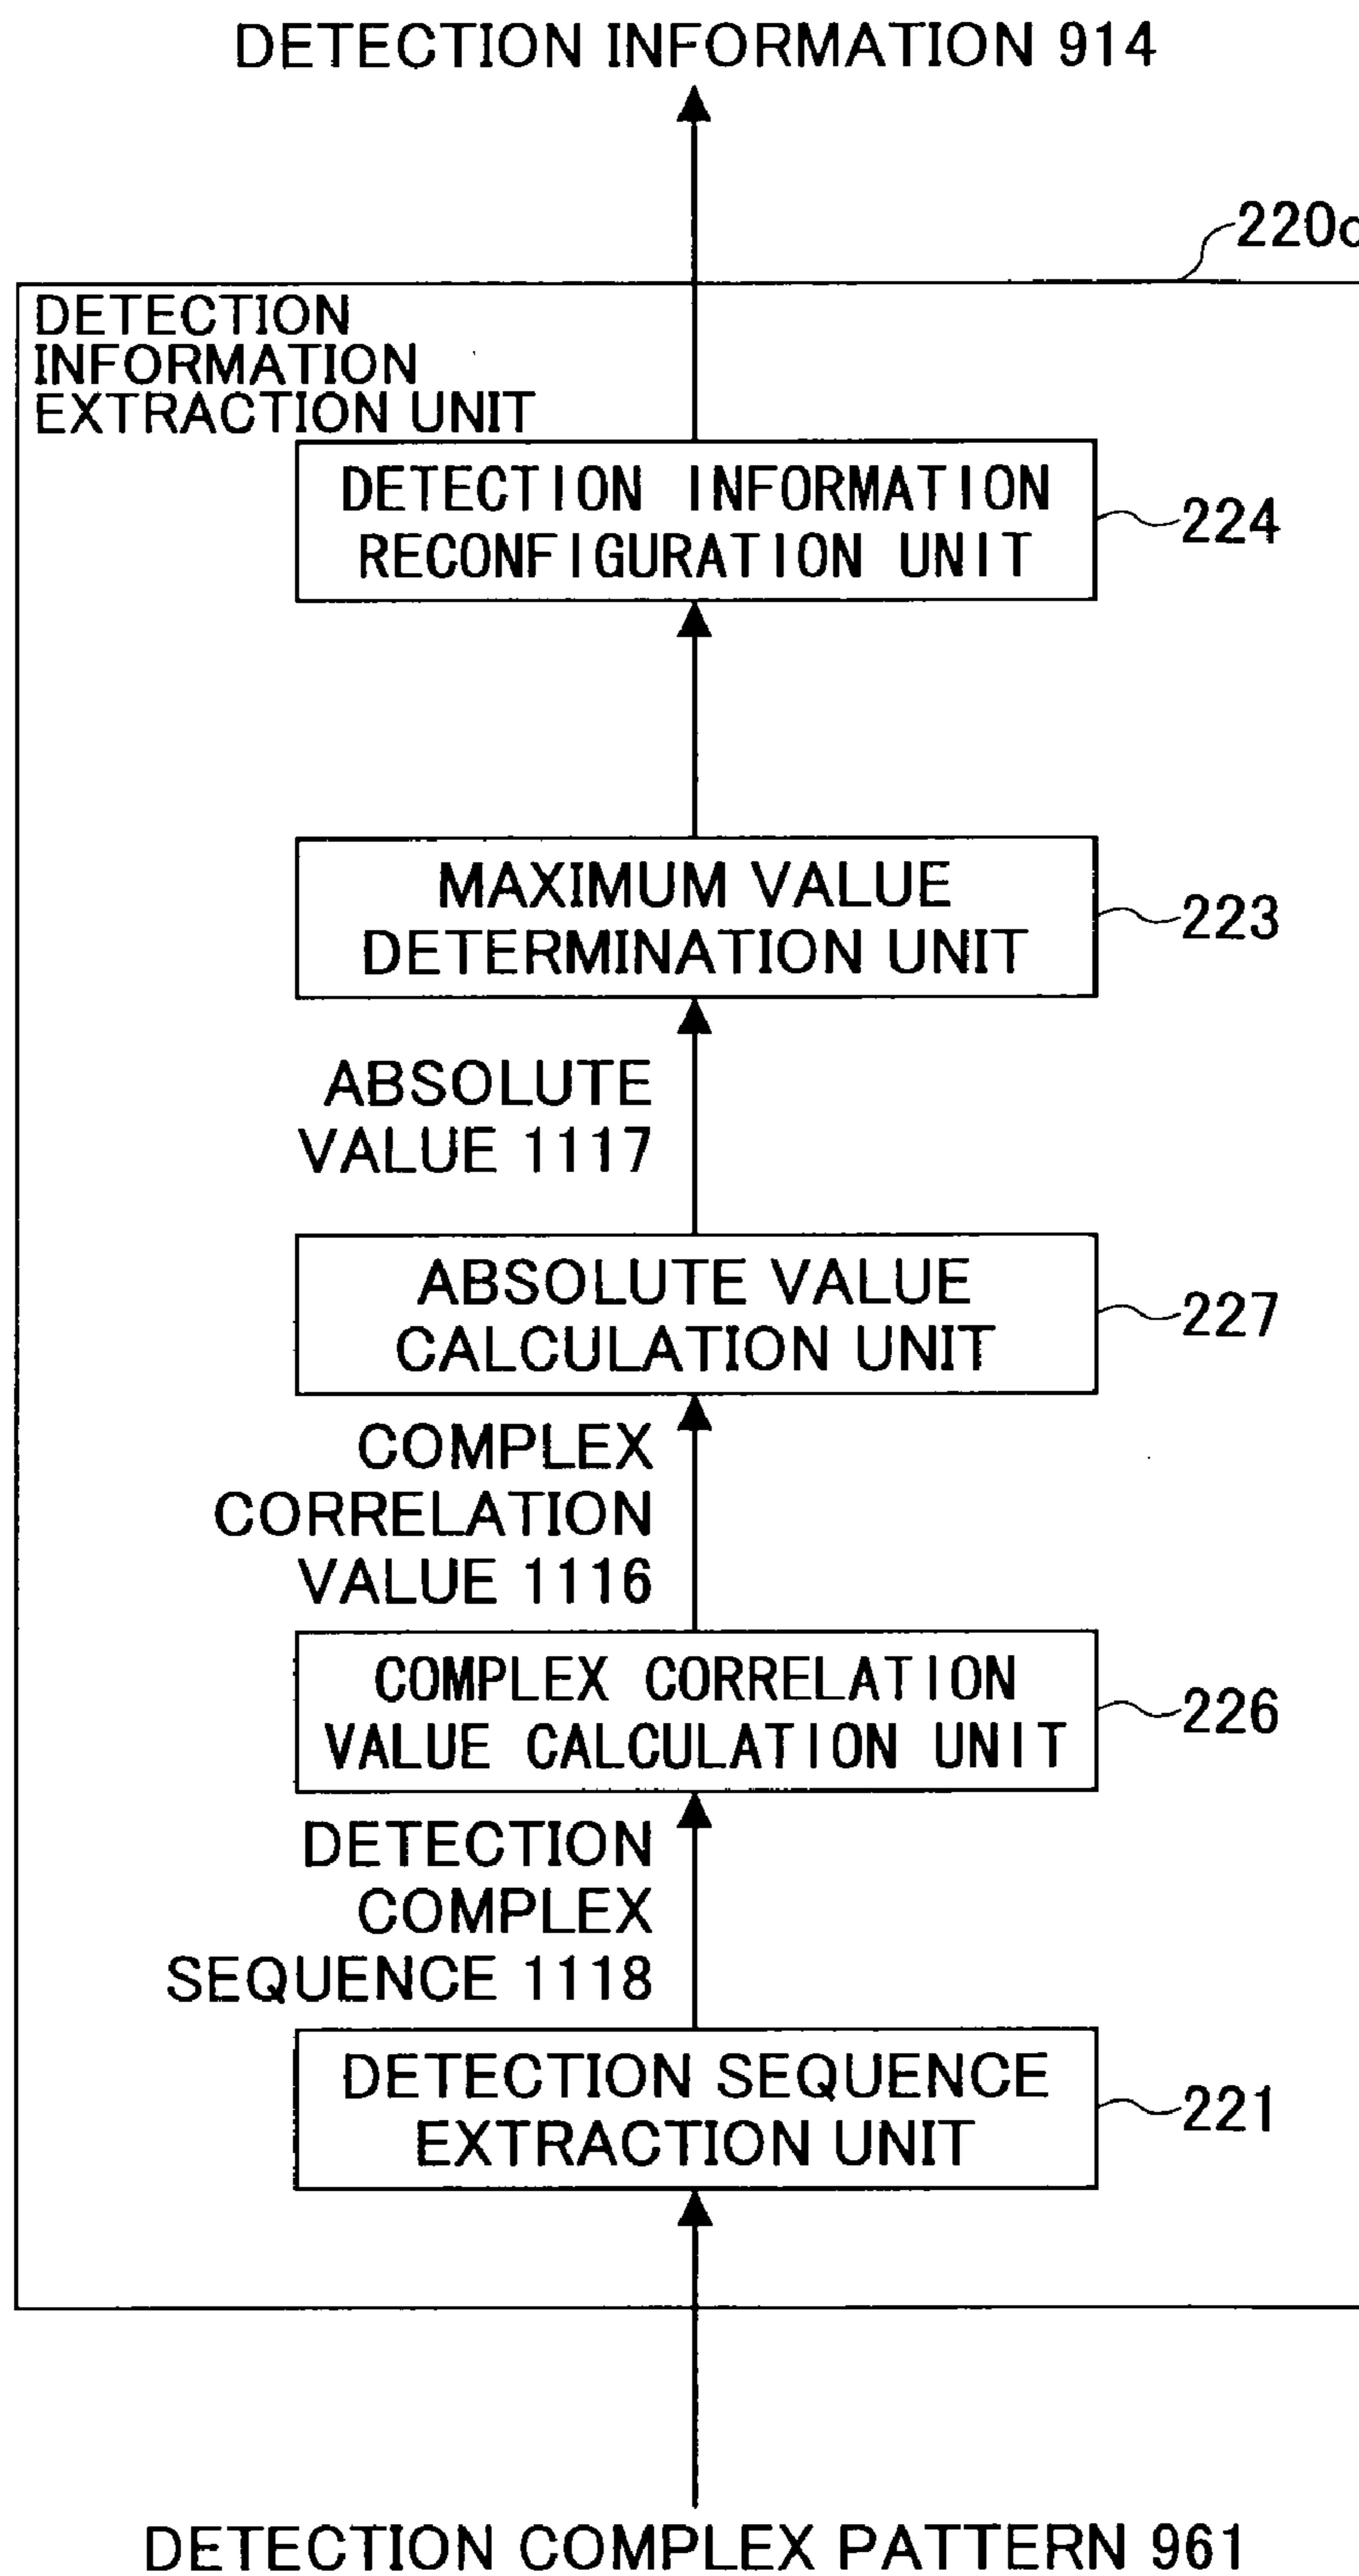 DETECTION INFORMATION 914
220c
DETECTION
INFORMATION
EXTRACTION UNIT
DETECTION INFORMATION
RECONFIGURATION UNIT
224
MAXIMUM VALUE
DETERMINATION UNIT
223
ABSOLUTE
VALUE 1117
ABSOLUTE VALUE
CALCULATION UNIT
227
COMPLEX
CORRELATION
VALUE 1116
COMPLEX CORRELATION
VALUE CALCULATION UNIT
226
DETECTION
COMPLEX
SEQUENCE 1118
DETECTION SEQUENCE
EXTRACTION UNIT
221
DETECTION COMPLEX PATTERN 961